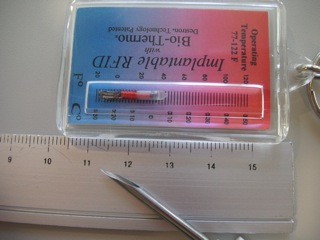 Implantable RFID
with
Bio-Thermo.
Destron Technology Patented
Operating
Temperature
77-122 F
F°
C°
9 10 11 12 13 14 15